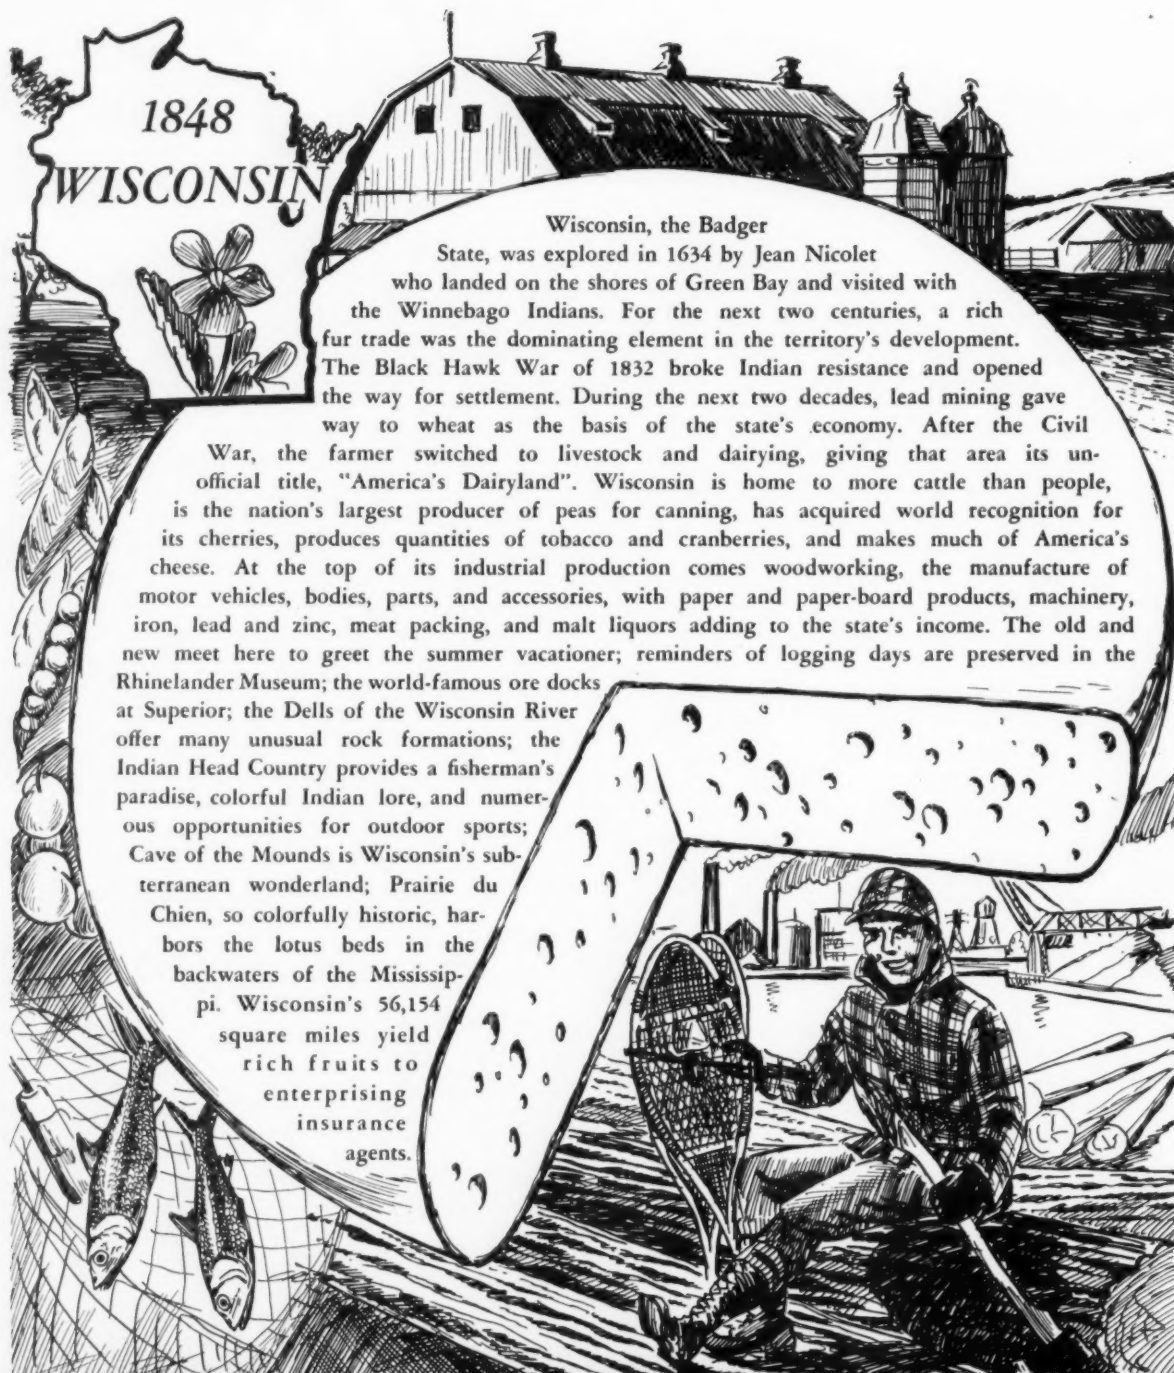 1848
WISCONSIN
Wisconsin, the Badger
State, was explored in 1634 by Jean Nicolet
who landed on the shores of Green Bay and visited with
the Winnebago Indians. For the next two centuries, a rich
fur trade was the dominating element in the territory's development.
The Black Hawk War of 1832 broke Indian resistance and opened
the way for settlement. During the next two decades, lead mining gave
way to wheat as the basis of the state's economy. After the Civil
War, the farmer switched to livestock and dairying, giving that area its un-
official title, "America's Dairyland". Wisconsin is home to more cattle than people,
is the nation's largest producer of peas for canning, has acquired world recognition for
its cherries, produces quantities of tobacco and cranberries, and makes much of America's
cheese. At the top of its industrial production comes woodworking, the manufacture of
motor vehicles, bodies, parts, and accessories, with paper and paper-board products, machinery,
iron, lead and zinc, meat packing, and malt liquors adding to the state's income. The old and
new meet here to greet the summer vacationer; reminders of logging days are preserved in the
Rhinelander Museum; the world-famous ore docks
at Superior; the Dells of the Wisconsin River
offer many unusual rock formations; the
Indian Head Country provides a fisherman's
paradise, colorful Indian lore, and numer-
ous opportunities for outdoor sports;
Cave of the Mounds is Wisconsin's sub-
terranean wonderland; Prairie du
Chien, so colorfully historic, har-
bors the lotus beds in the
backwaters of the Mississip-
pi. Wisconsin's 56,154
square miles yield
rich fruits to
enterprising
insurance
agents.